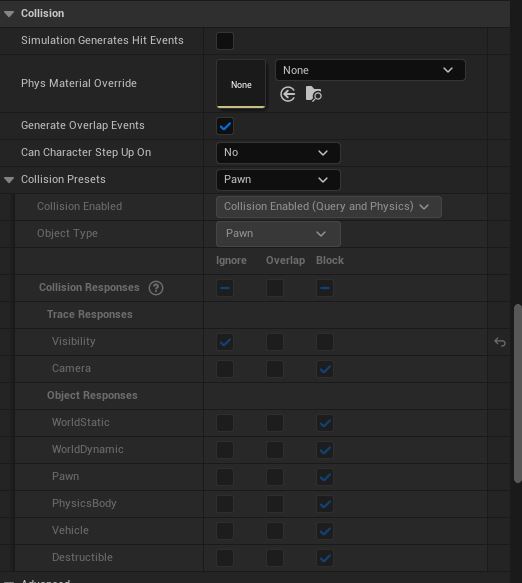 Collision
Simulation Generates Hit Events
Phys Material Override
None
None
Generate Overlap Events
Can Character Step Up On
No
Collision Presets
Pawn
Collision Enabled
Collision Enabled (Query and Physics)
Object Type
Pawn
Ignore Overlap Block
Collision Responses ?
Trace Responses
Visibility
Camera
Object Responses
WorldStatic
WorldDynamic
Pawn
PhysicsBody
Vehicle
Destructible
Advanced